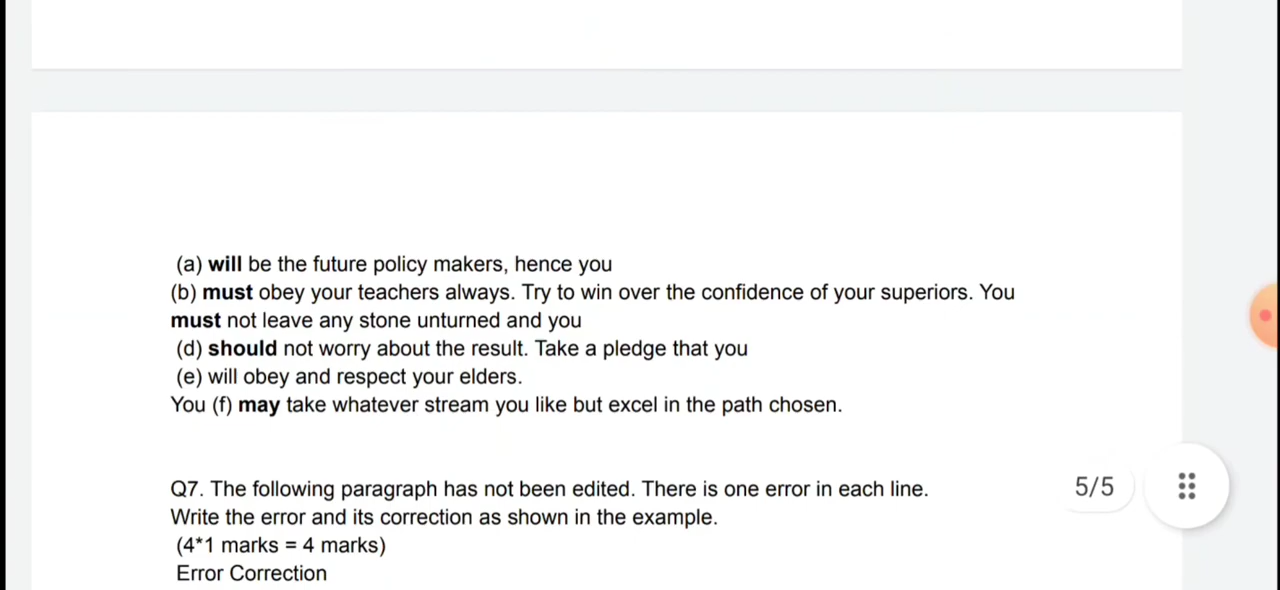 (a) will be the future policy makers, hence you
(b) must obey your teachers always. Try to win over the confidence of your superiors. You
must not leave any stone unturned and you
(d) should not worry about the result. Take a pledge that you
(e) will obey and respect your elders.
You (f) may take whatever stream you like but excel in the path chosen.
Q7. The following paragraph has not been edited. There is one error in each line.
5/5
Write the error and its correction as shown in the example.
(4*1 marks = 4 marks)
Error Correction